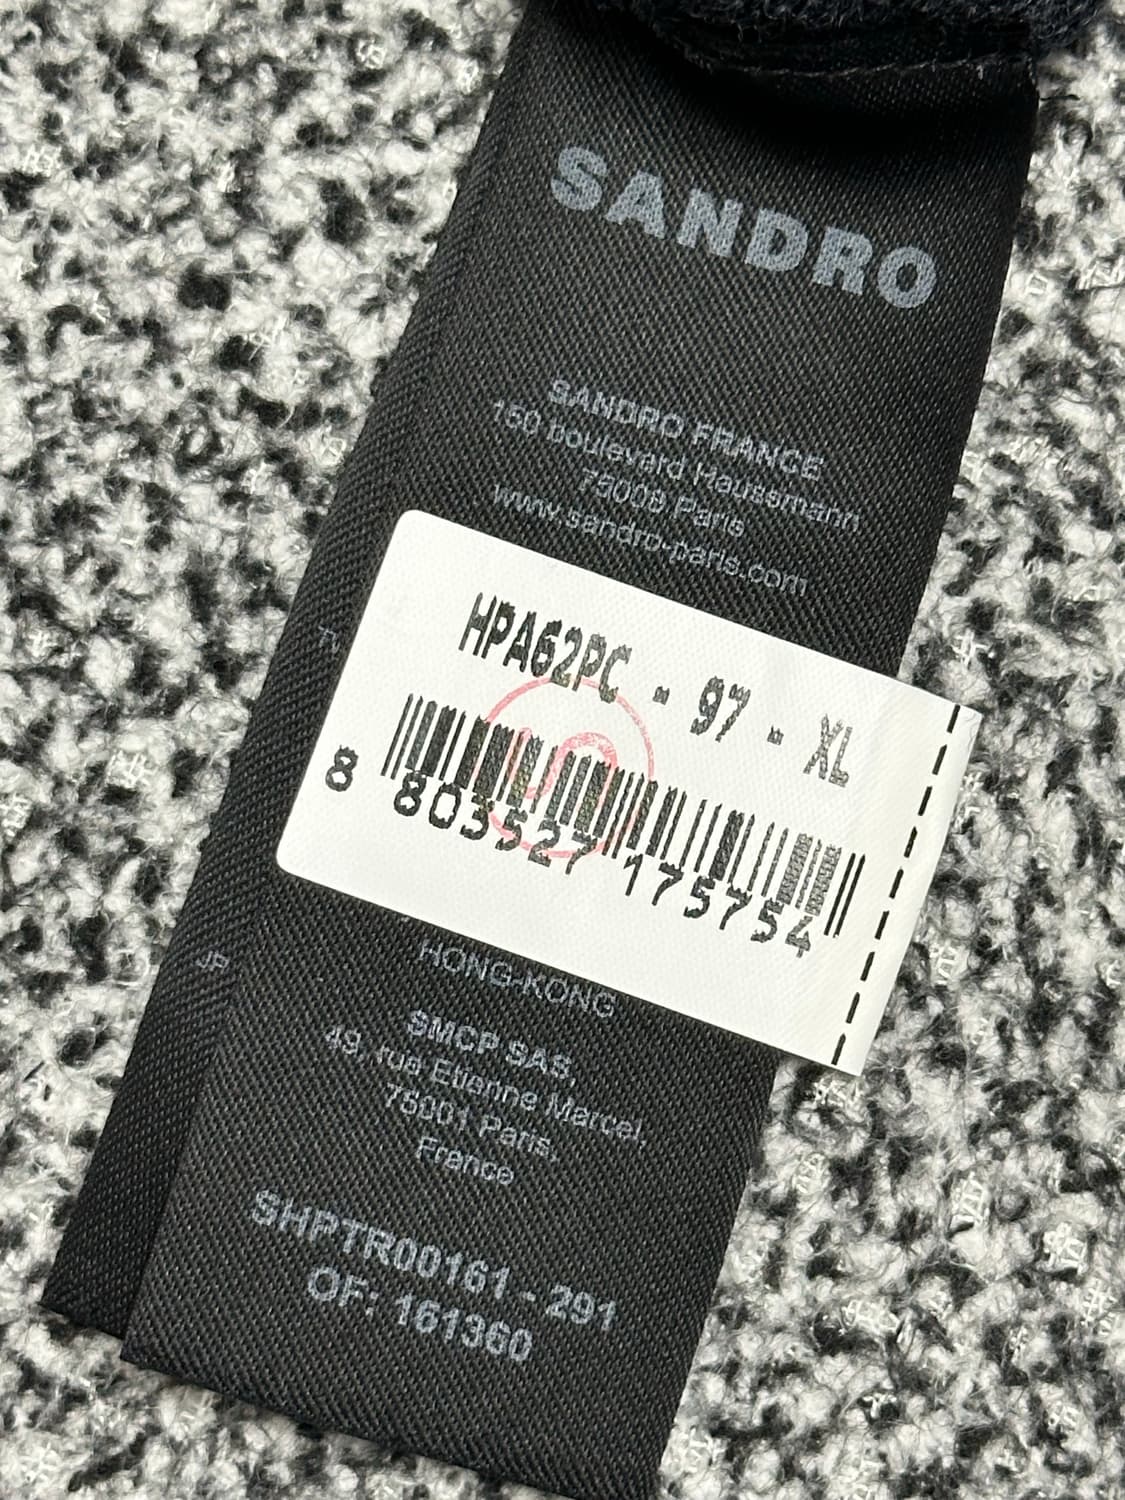 SANDRO
SANDRO FRANCE
150 boulevard Haussmann
75008 Paris
www.sandro-paris.com
HPA62PC - 97 - XL
8 803527 175754
HONG-KONG
JP
SMCP SAS,
49, rue Etienne Marcel,
75001 Paris,
France
SHPTR00161 - 291
OF: 161360